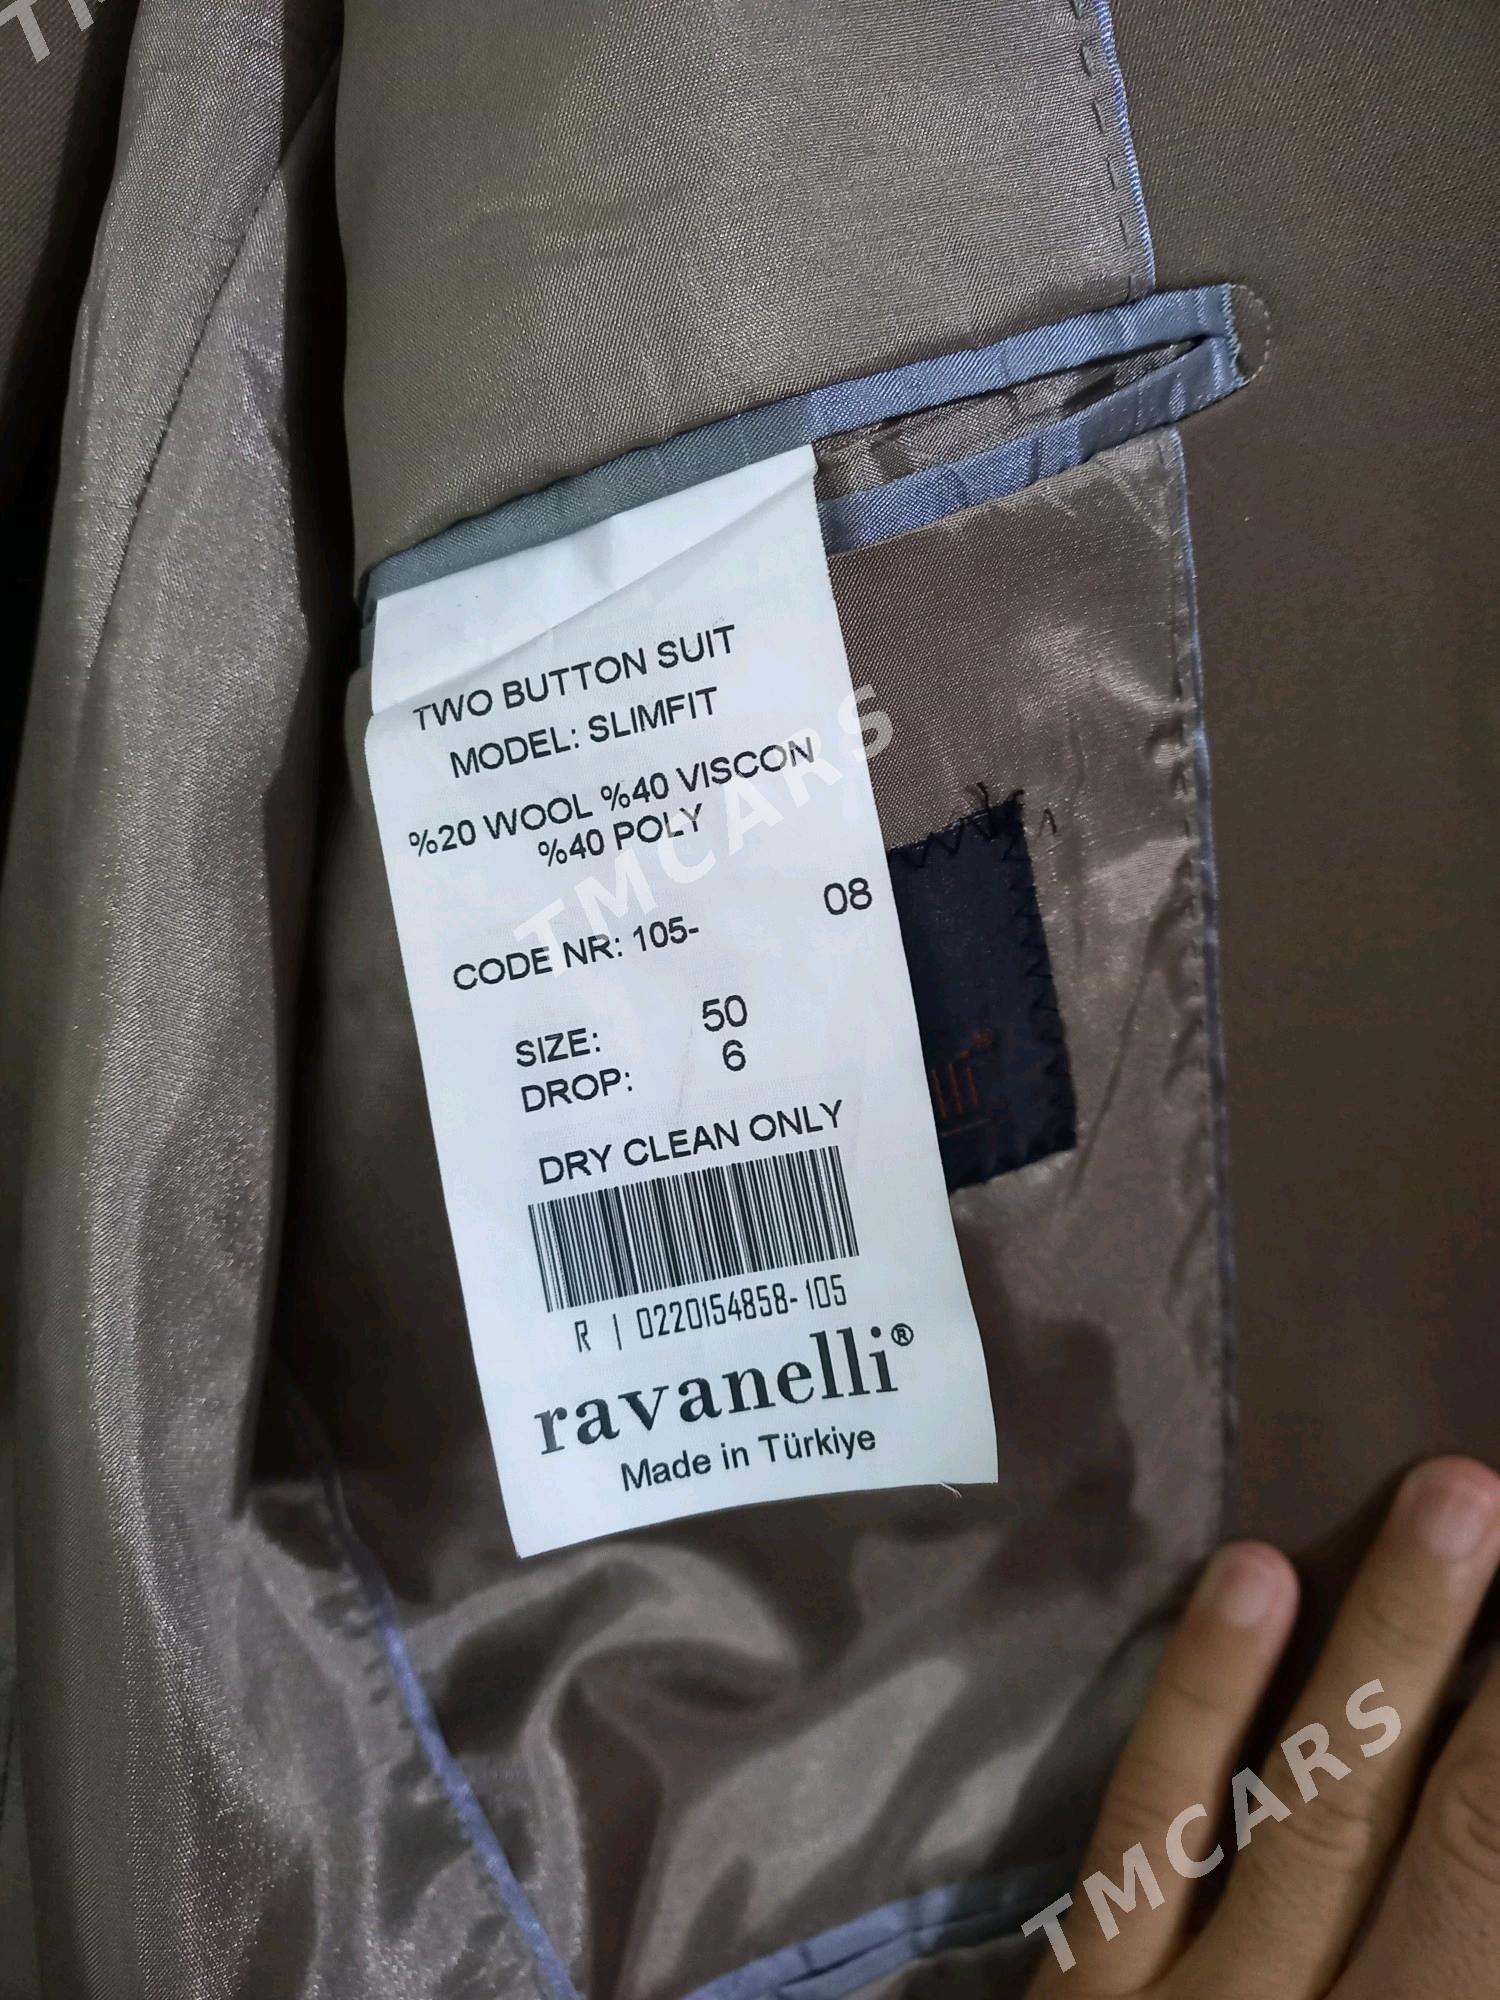 TWO BUTTON SUIT
MODEL: SLIMFIT
%20 WOOL %40 VISCON
%40 POLY
08
CODE NR: 105-
SIZE: 50
DROP: 6
DRY CLEAN ONLY
R | 0220154858-105
ravanelli®
Made in Türkiye
lli®
TMCARS
TMCARS